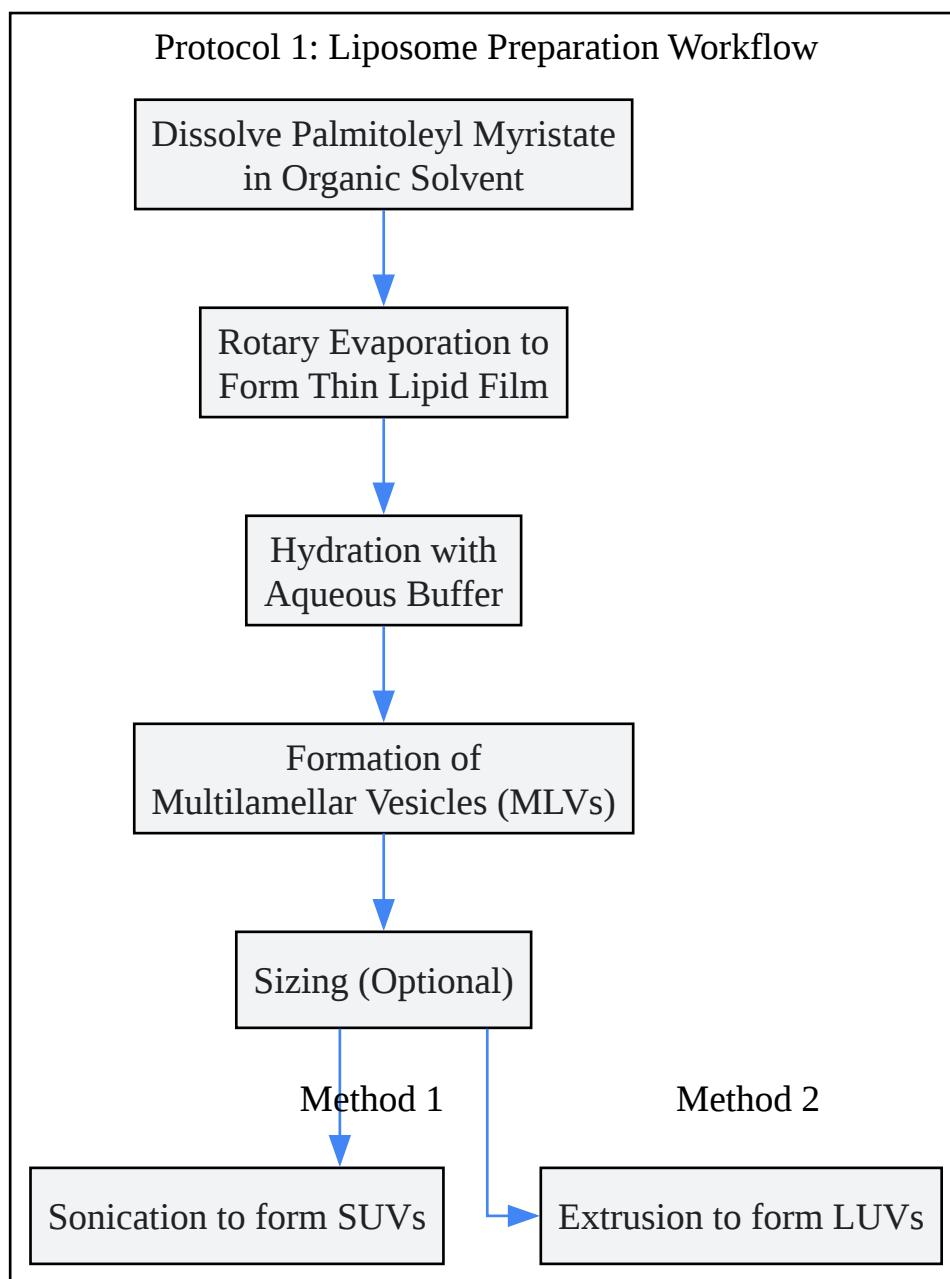 Protocol 1: Liposome Preparation Workflow
Dissolve Palmitoleyl Myristate
in Organic Solvent
Rotary Evaporation to
Form Thin Lipid Film
Hydration with
Aqueous Buffer
Formation of
Multilamellar Vesicles (MLVs)
Sizing (Optional)
Method 1
Method 2
Sonication to form SUVs
Extrusion to form LUVs